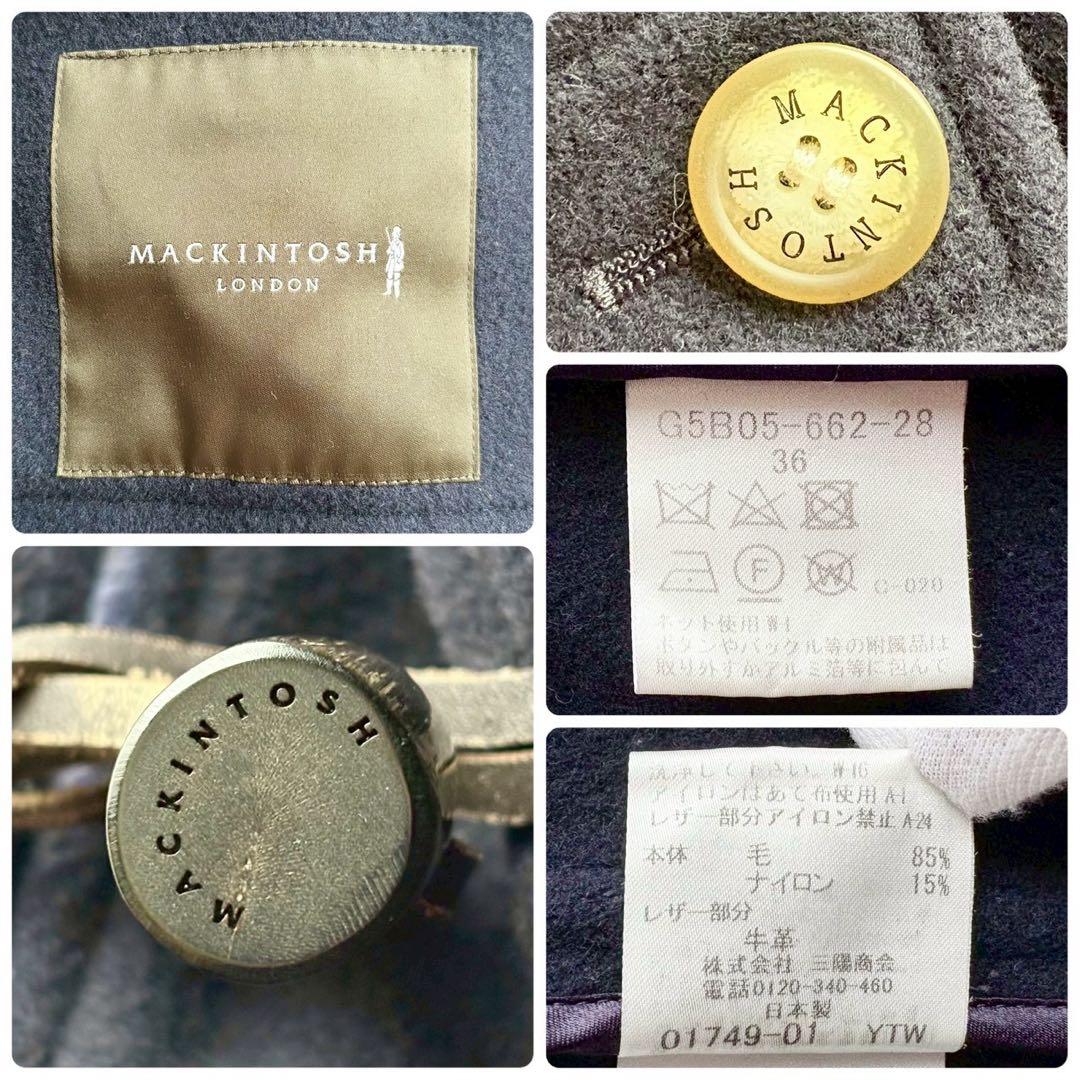 MACKINTOSH
LONDON
MACKINTOSH
MACKINTOSH
G5B05-662-28
36
F
W
G-020
ネット使用 W4
ボタンやバックル等の附属品は
取り外すかアルミ箔等に包んで
洗浄して下さい。W16
アイロンはあて布使用 A1
レザー部分アイロン禁止 A24
本体 毛 85%
ナイロン 15%
レザー部分
牛革
株式会社 三陽商会
電話0120-340-460
日本製
01749-01 YTW